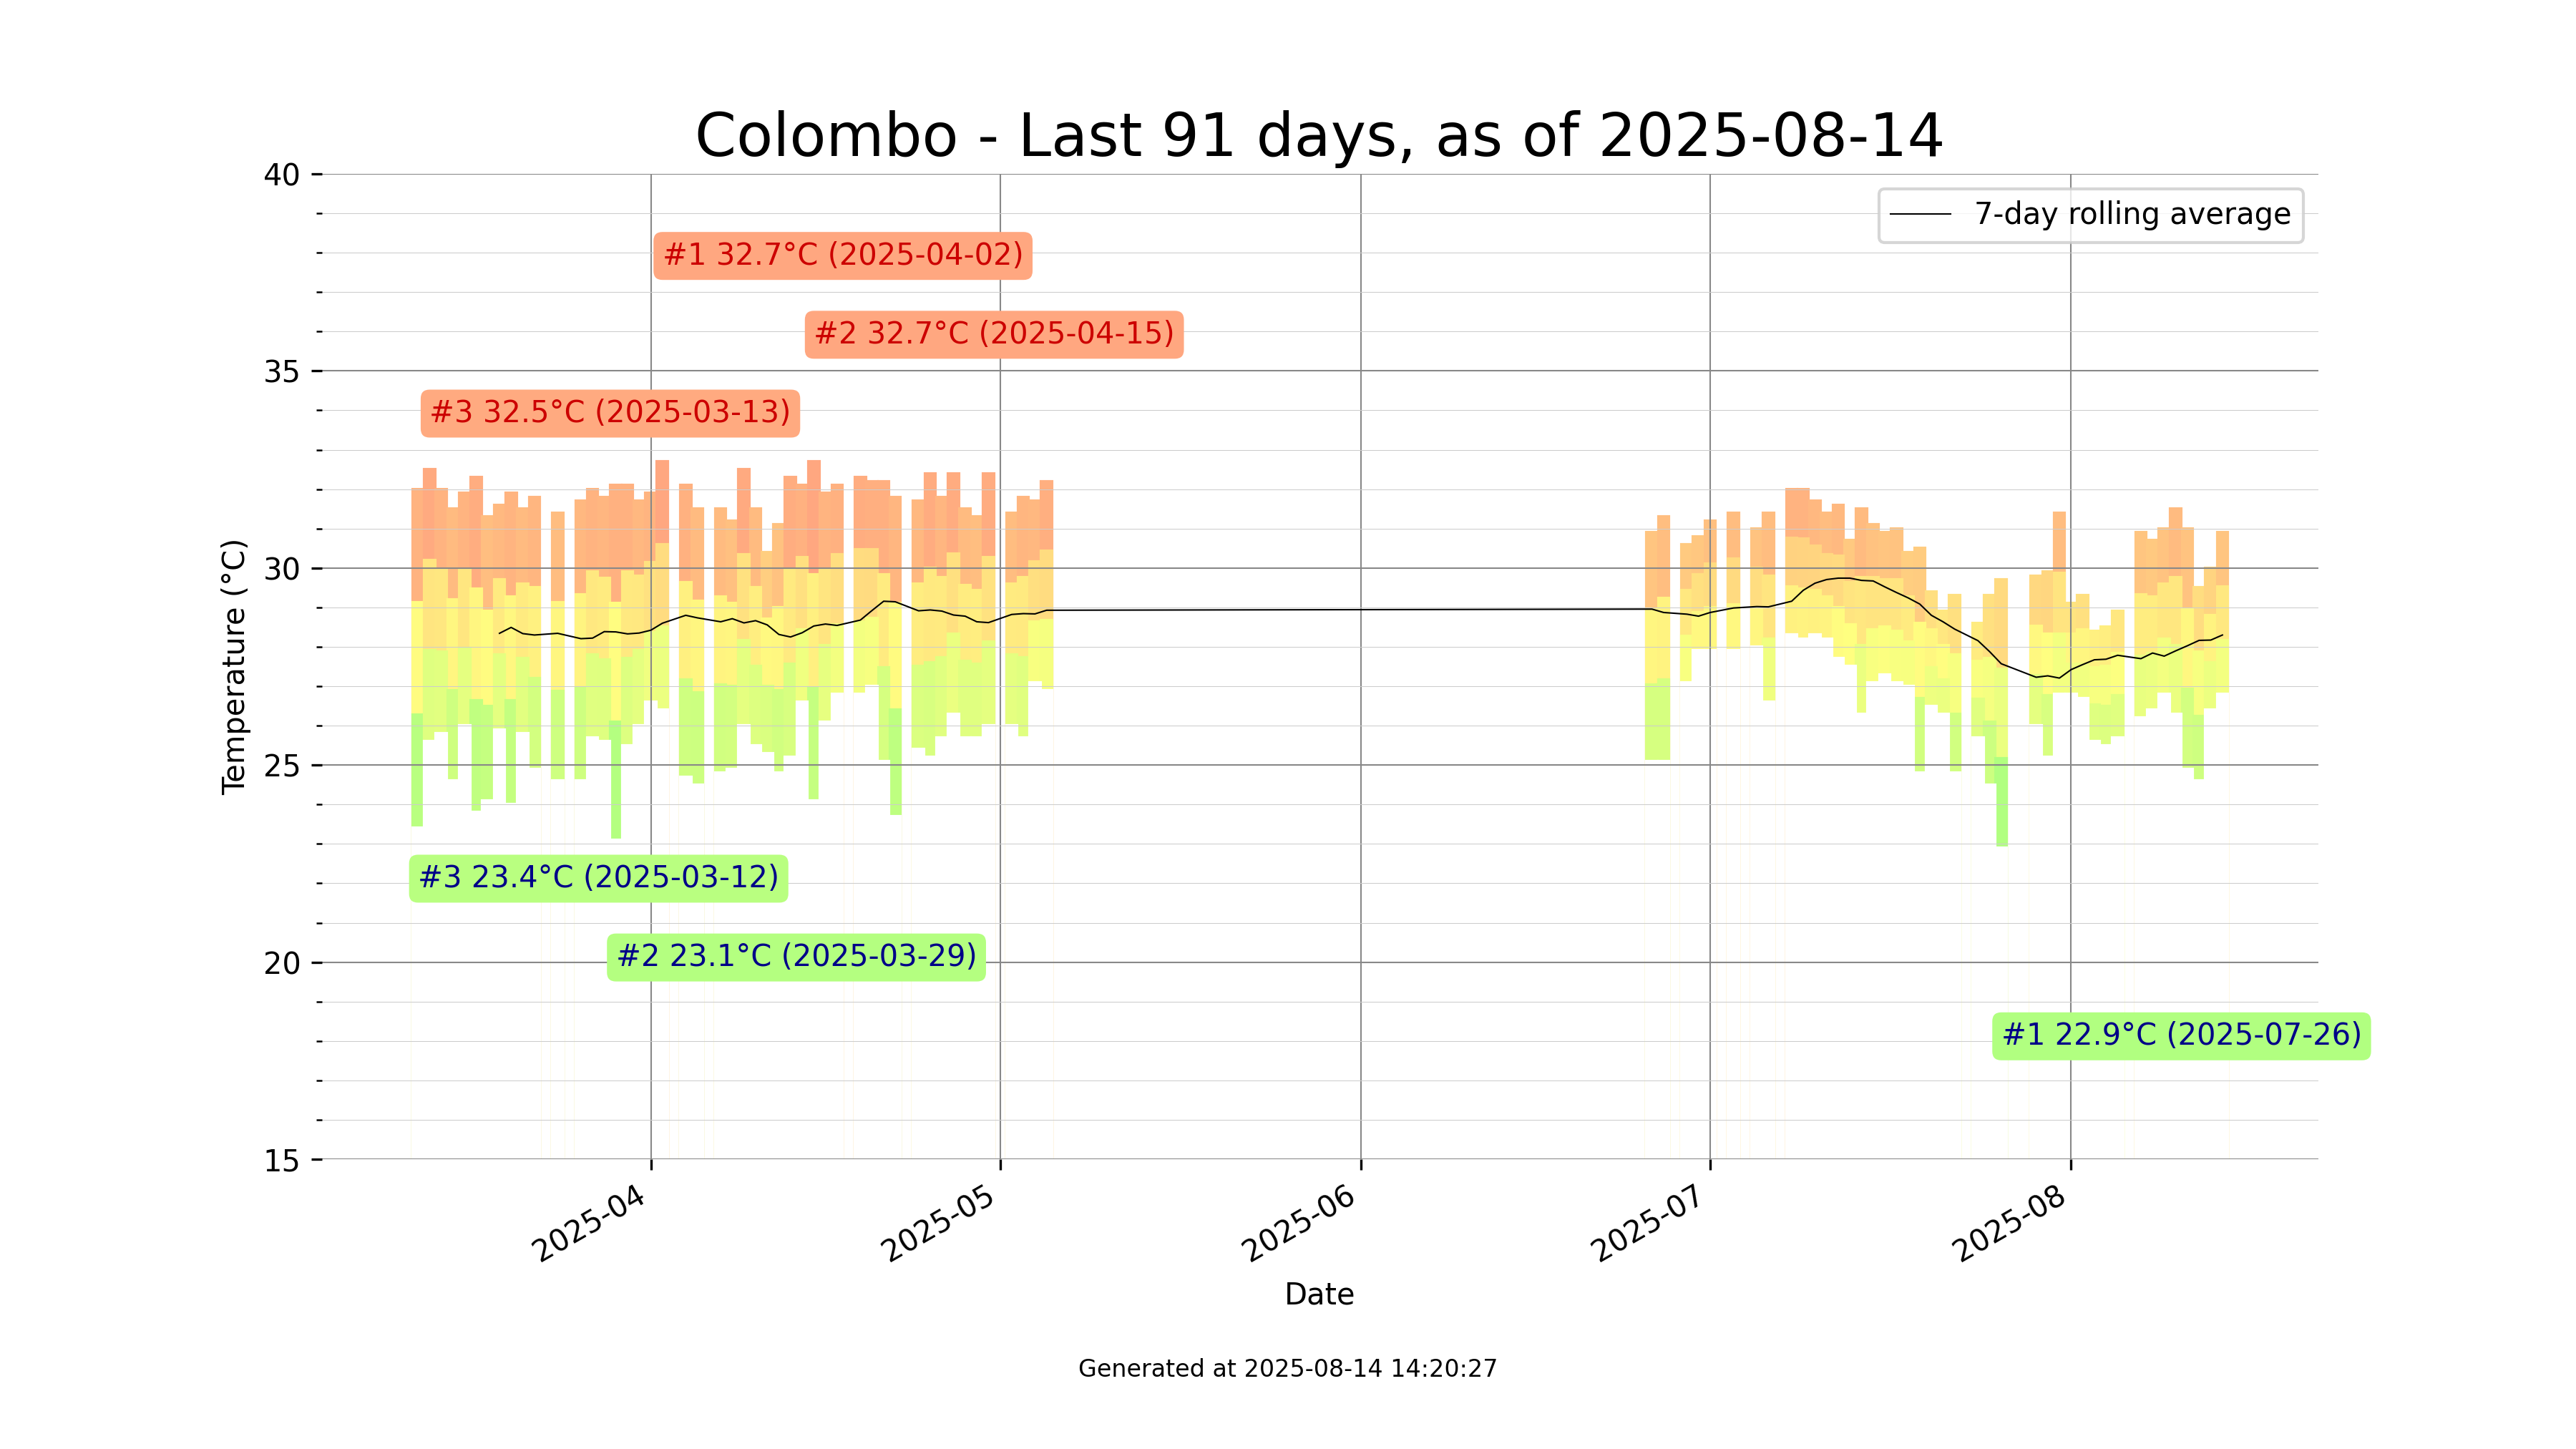 Colombo - Last 91 days, as of 2025-08-14
40
7-day rolling average
#1 32.7°C (2025-04-02)
#2 32.7°C (2025-04-15)
35
#3 32.5°C (2025-03-13)
30
Temperature (°C)
25
#3 23.4°C (2025-03-12)
#2 23.1°C (2025-03-29)
20
#1 22.9°C (2025-07-26)
15
2025-04
2025-05
2025-06
2025-07
2025-08
Date
Generated at 2025-08-14 14:20:27